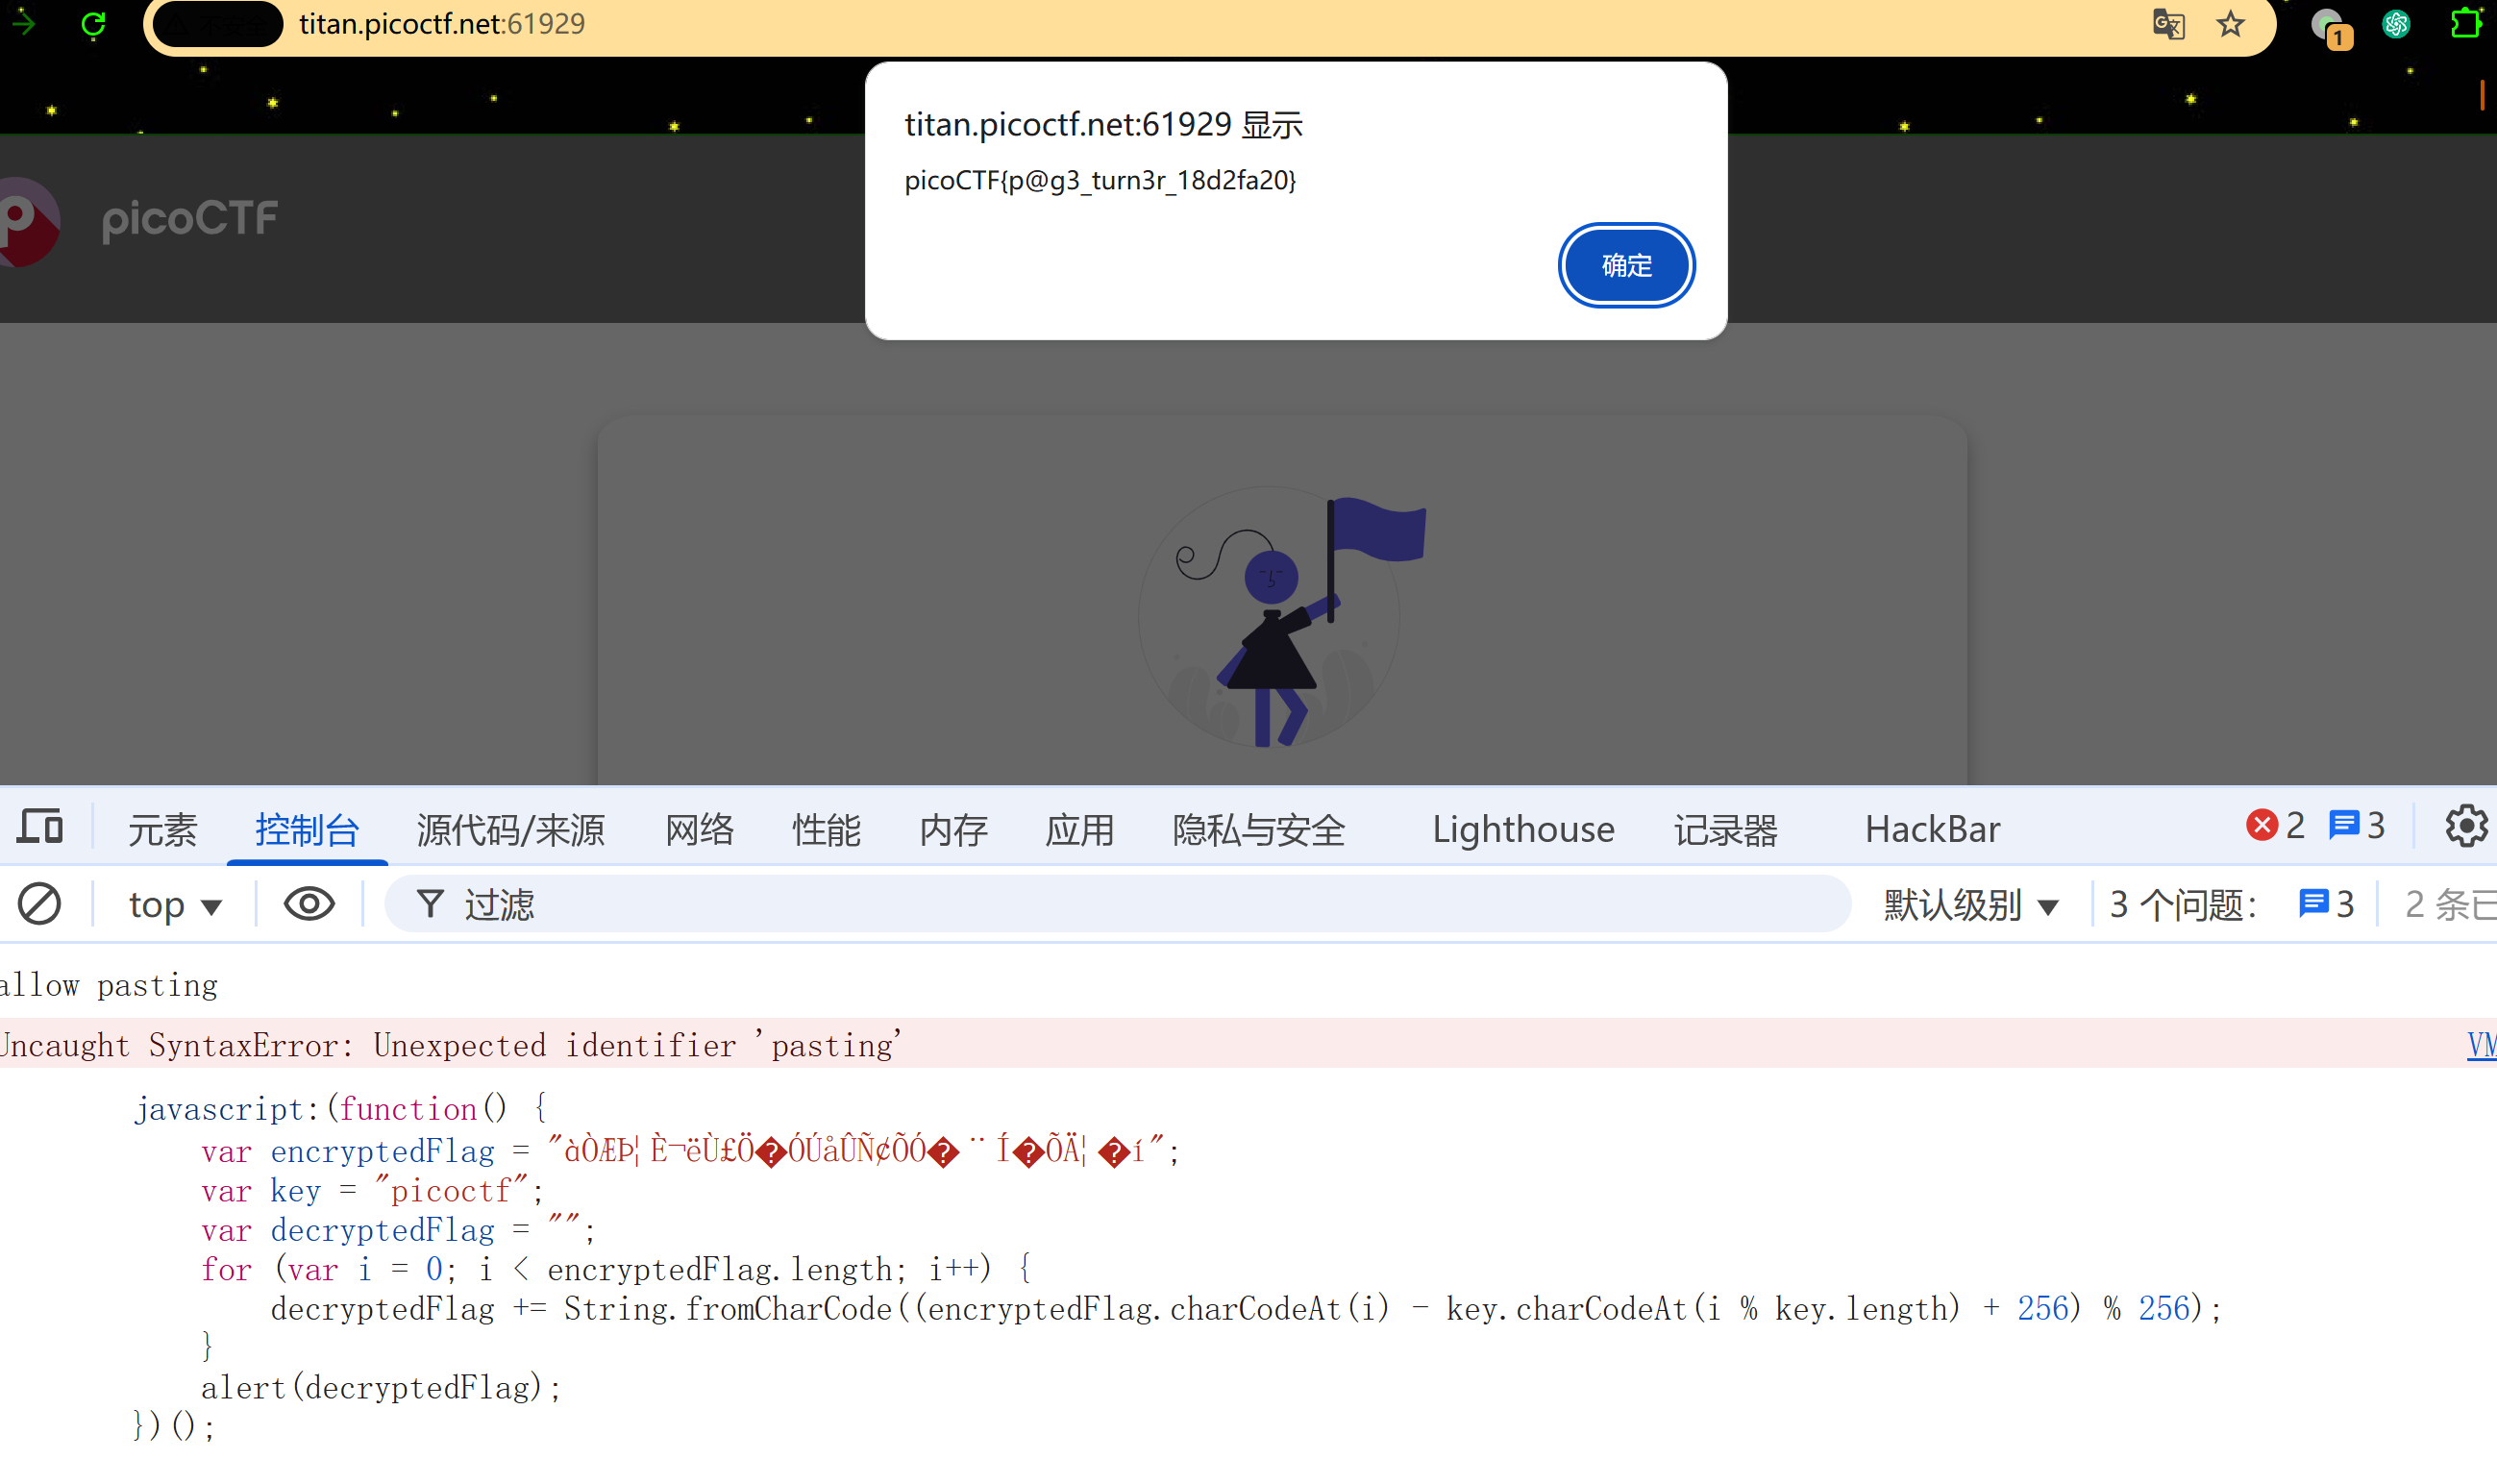 不安全 titan.picoctf.net:61929
1
titan.picoctf.net:61929 显示
picoCTF{p@g3_turn3r_18d2fa20}
确定
picoCTF
元素 控制台 源代码/来源 网络 性能 内存 应用 隐私与安全 Lighthouse 记录器 HackBar 2 3
top 过滤 默认级别 3 个问题: 3 2 条已
allow pasting
Uncaught SyntaxError: Unexpected identifier 'pasting' VM
javascript:(function() {
    var encryptedFlag = "àÒÆÞ¦È¬ëÙ£Ö�ÓÚåÛÑ¢ÕÓ�¨Í�ÕÄ¦�í";
    var key = "picoctf";
    var decryptedFlag = "";
    for (var i = 0; i < encryptedFlag.length; i++) {
        decryptedFlag += String.fromCharCode((encryptedFlag.charCodeAt(i) - key.charCodeAt(i % key.length) + 256) % 256);
    }
    alert(decryptedFlag);
})();